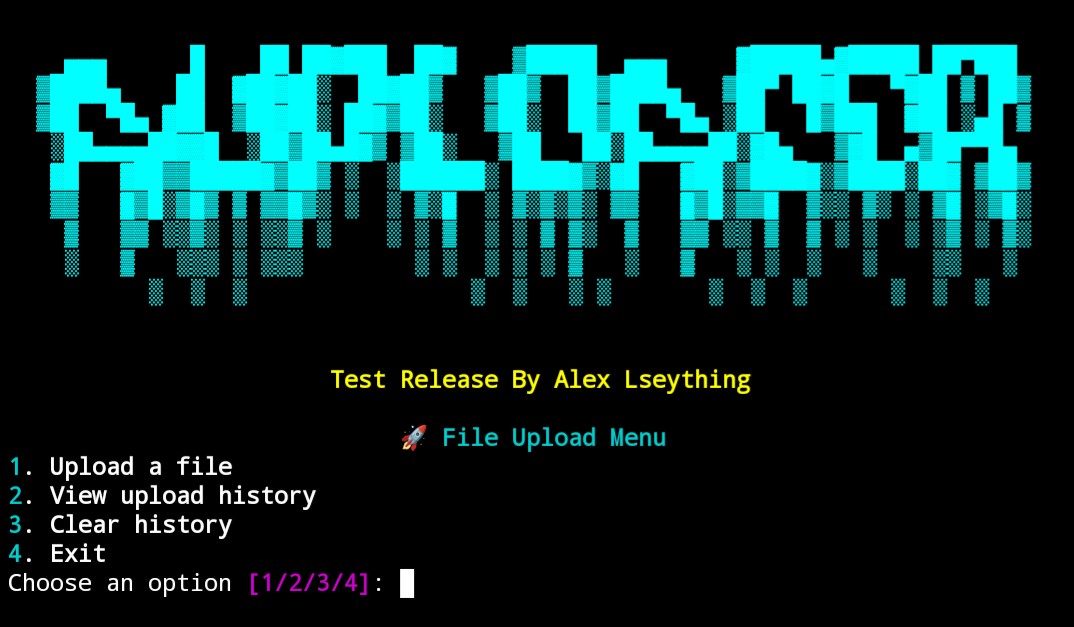 Test Release By Alex Lseything
🚀 File Upload Menu
1. Upload a file
2. View upload history
3. Clear history
4. Exit
Choose an option [1/2/3/4]: